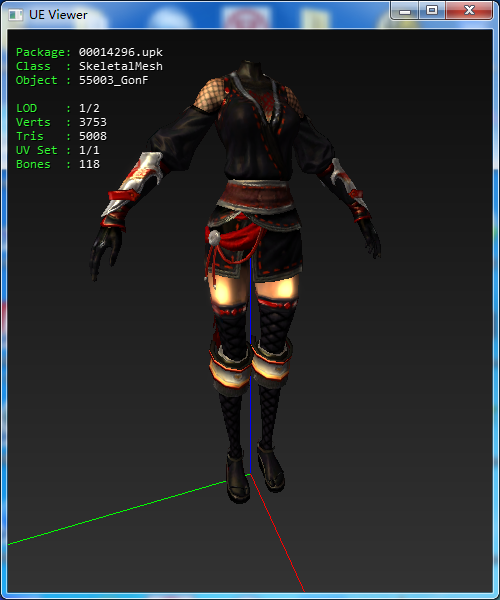 UE Viewer
Package: 00014296.upk
Class : SkeletalMesh
Object : 55003_GonF
LOD : 1/2
Verts : 3753
Tris : 5008
UV Set : 1/1
Bones : 118